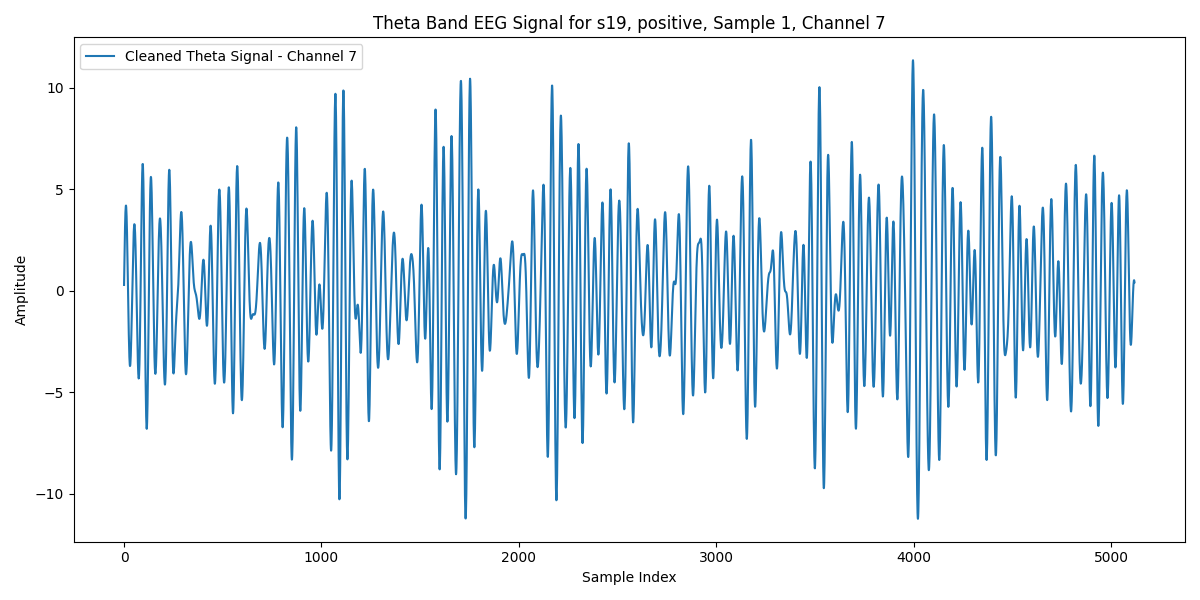 Theta Band EEG Signal for s19, positive, Sample 1, Channel 7
Cleaned Theta Signal - Channel 7
Amplitude
10
5
0
−5
−10
0 1000 2000 3000 4000 5000
Sample Index